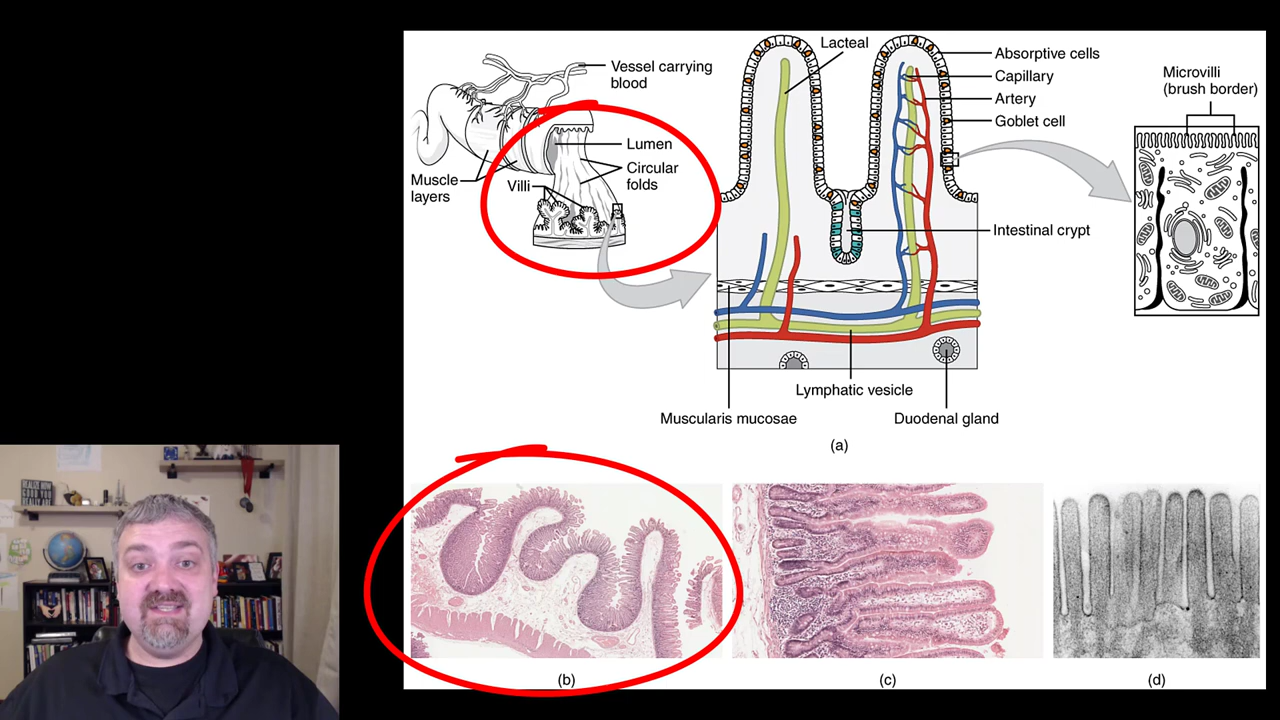 Vessel carrying
blood
Lumen
Circular
folds
Villi
Muscle
layers
Lacteal
Absorptive cells
Capillary
Artery
Goblet cell
Intestinal crypt
Lymphatic vesicle
Muscularis mucosae
Duodenal gland
Microvilli
(brush border)
(a)
(b)
(c)
(d)